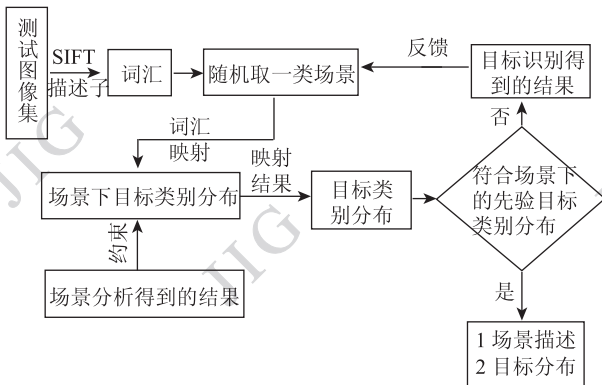 测试图像集
SIFT
描述子
词汇
随机取一类场景
反馈
目标识别得
到的结果
否
词汇
映射
场景下目标类别分布
映射
结果
目标类
别分布
符合场景下
的先验目标
类别分布
约束
场景分析得到的结果
是
1 场景描述
2 目标分布
JIG
JIG